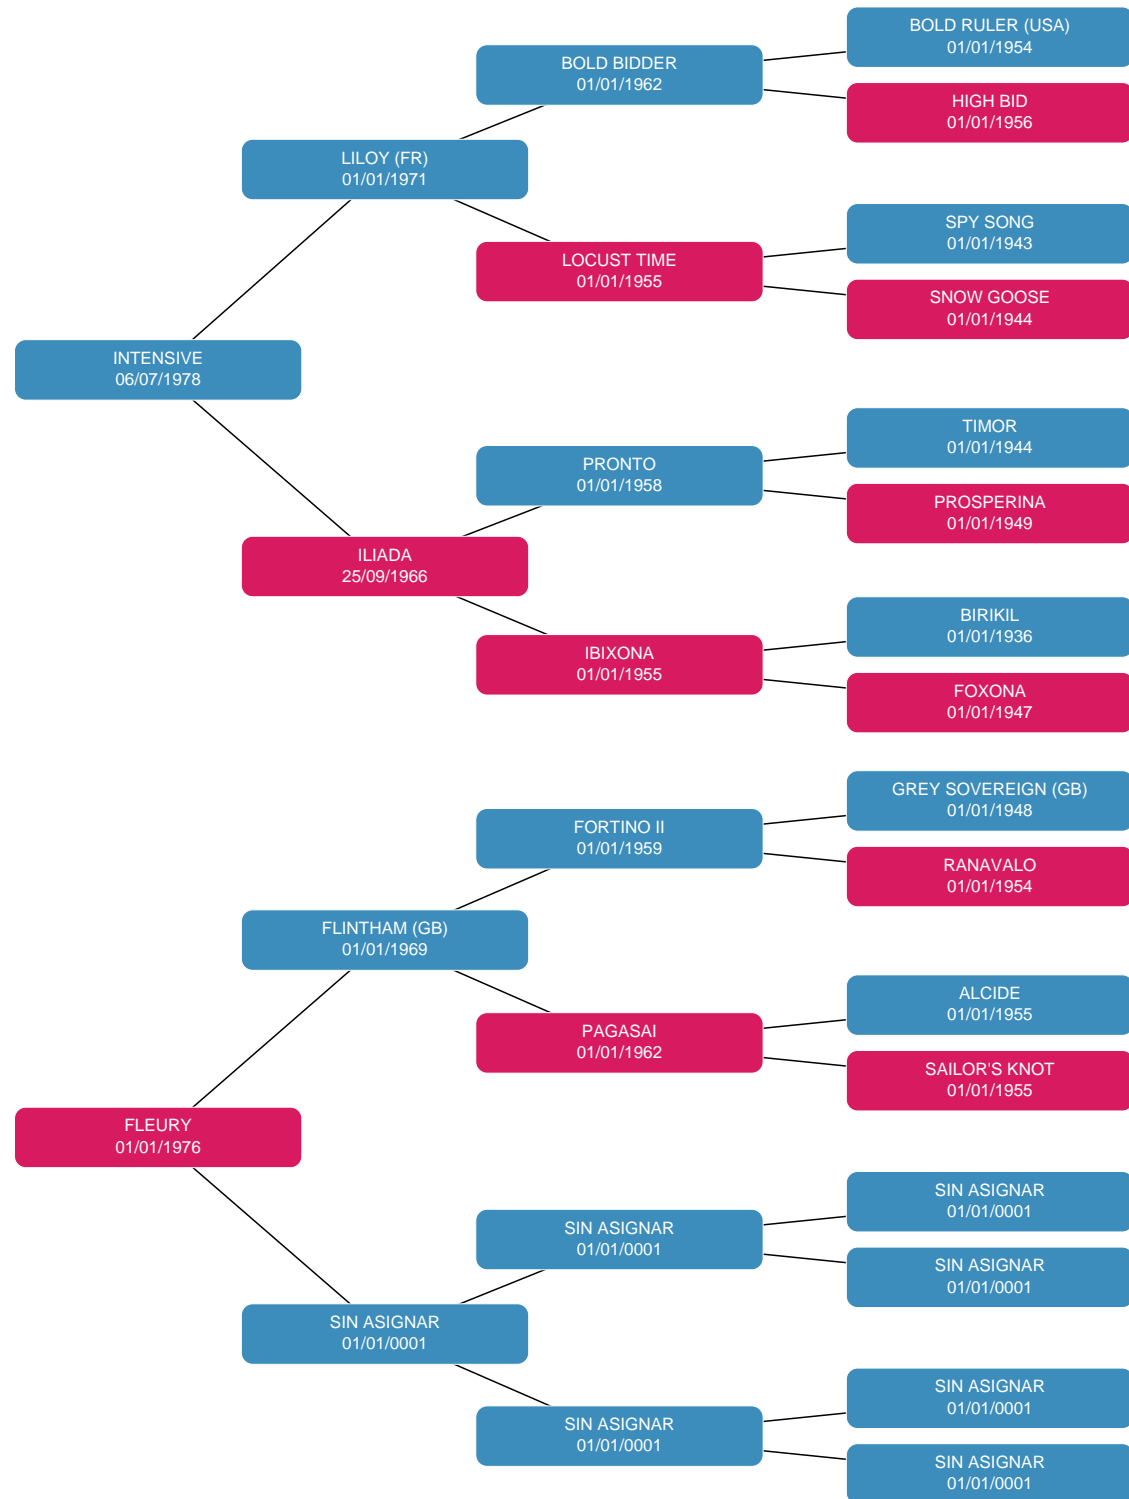 BOLD RULER (USA)
01/01/1954
BOLD BIDDER
01/01/1962
HIGH BID
01/01/1956
LILOY (FR)
01/01/1971
SPY SONG
01/01/1943
LOCUST TIME
01/01/1955
SNOW GOOSE
01/01/1944
INTENSIVE
06/07/1978
TIMOR
01/01/1944
PRONTO
01/01/1958
PROSPERINA
01/01/1949
ILIADA
25/09/1966
BIRIKIL
01/01/1936
IBIXONA
01/01/1955
FOXONA
01/01/1947
GREY SOVEREIGN (GB)
01/01/1948
FORTINO II
01/01/1959
RANAVALO
01/01/1954
FLINTHAM (GB)
01/01/1969
ALCIDE
01/01/1955
PAGASAI
01/01/1962
SAILOR'S KNOT
01/01/1955
FLEURY
01/01/1976
SIN ASIGNAR
01/01/0001
SIN ASIGNAR
01/01/0001
SIN ASIGNAR
01/01/0001
SIN ASIGNAR
01/01/0001
SIN ASIGNAR
01/01/0001
SIN ASIGNAR
01/01/0001
SIN ASIGNAR
01/01/0001